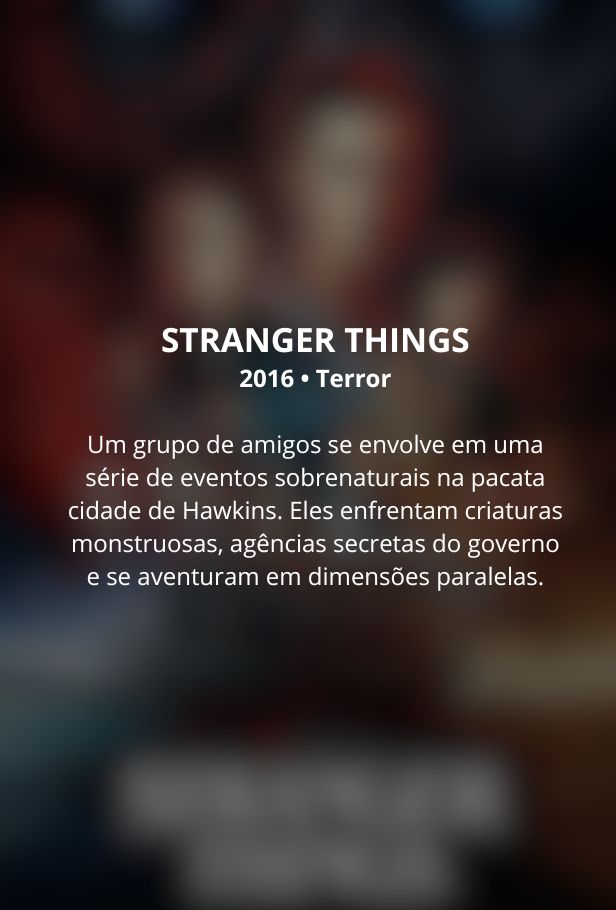 STRANGER THINGS
2016 • Terror
Um grupo de amigos se envolve em uma
série de eventos sobrenaturais na pacata
cidade de Hawkins. Eles enfrentam criaturas
monstruosas, agências secretas do governo
e se aventuram em dimensões paralelas.